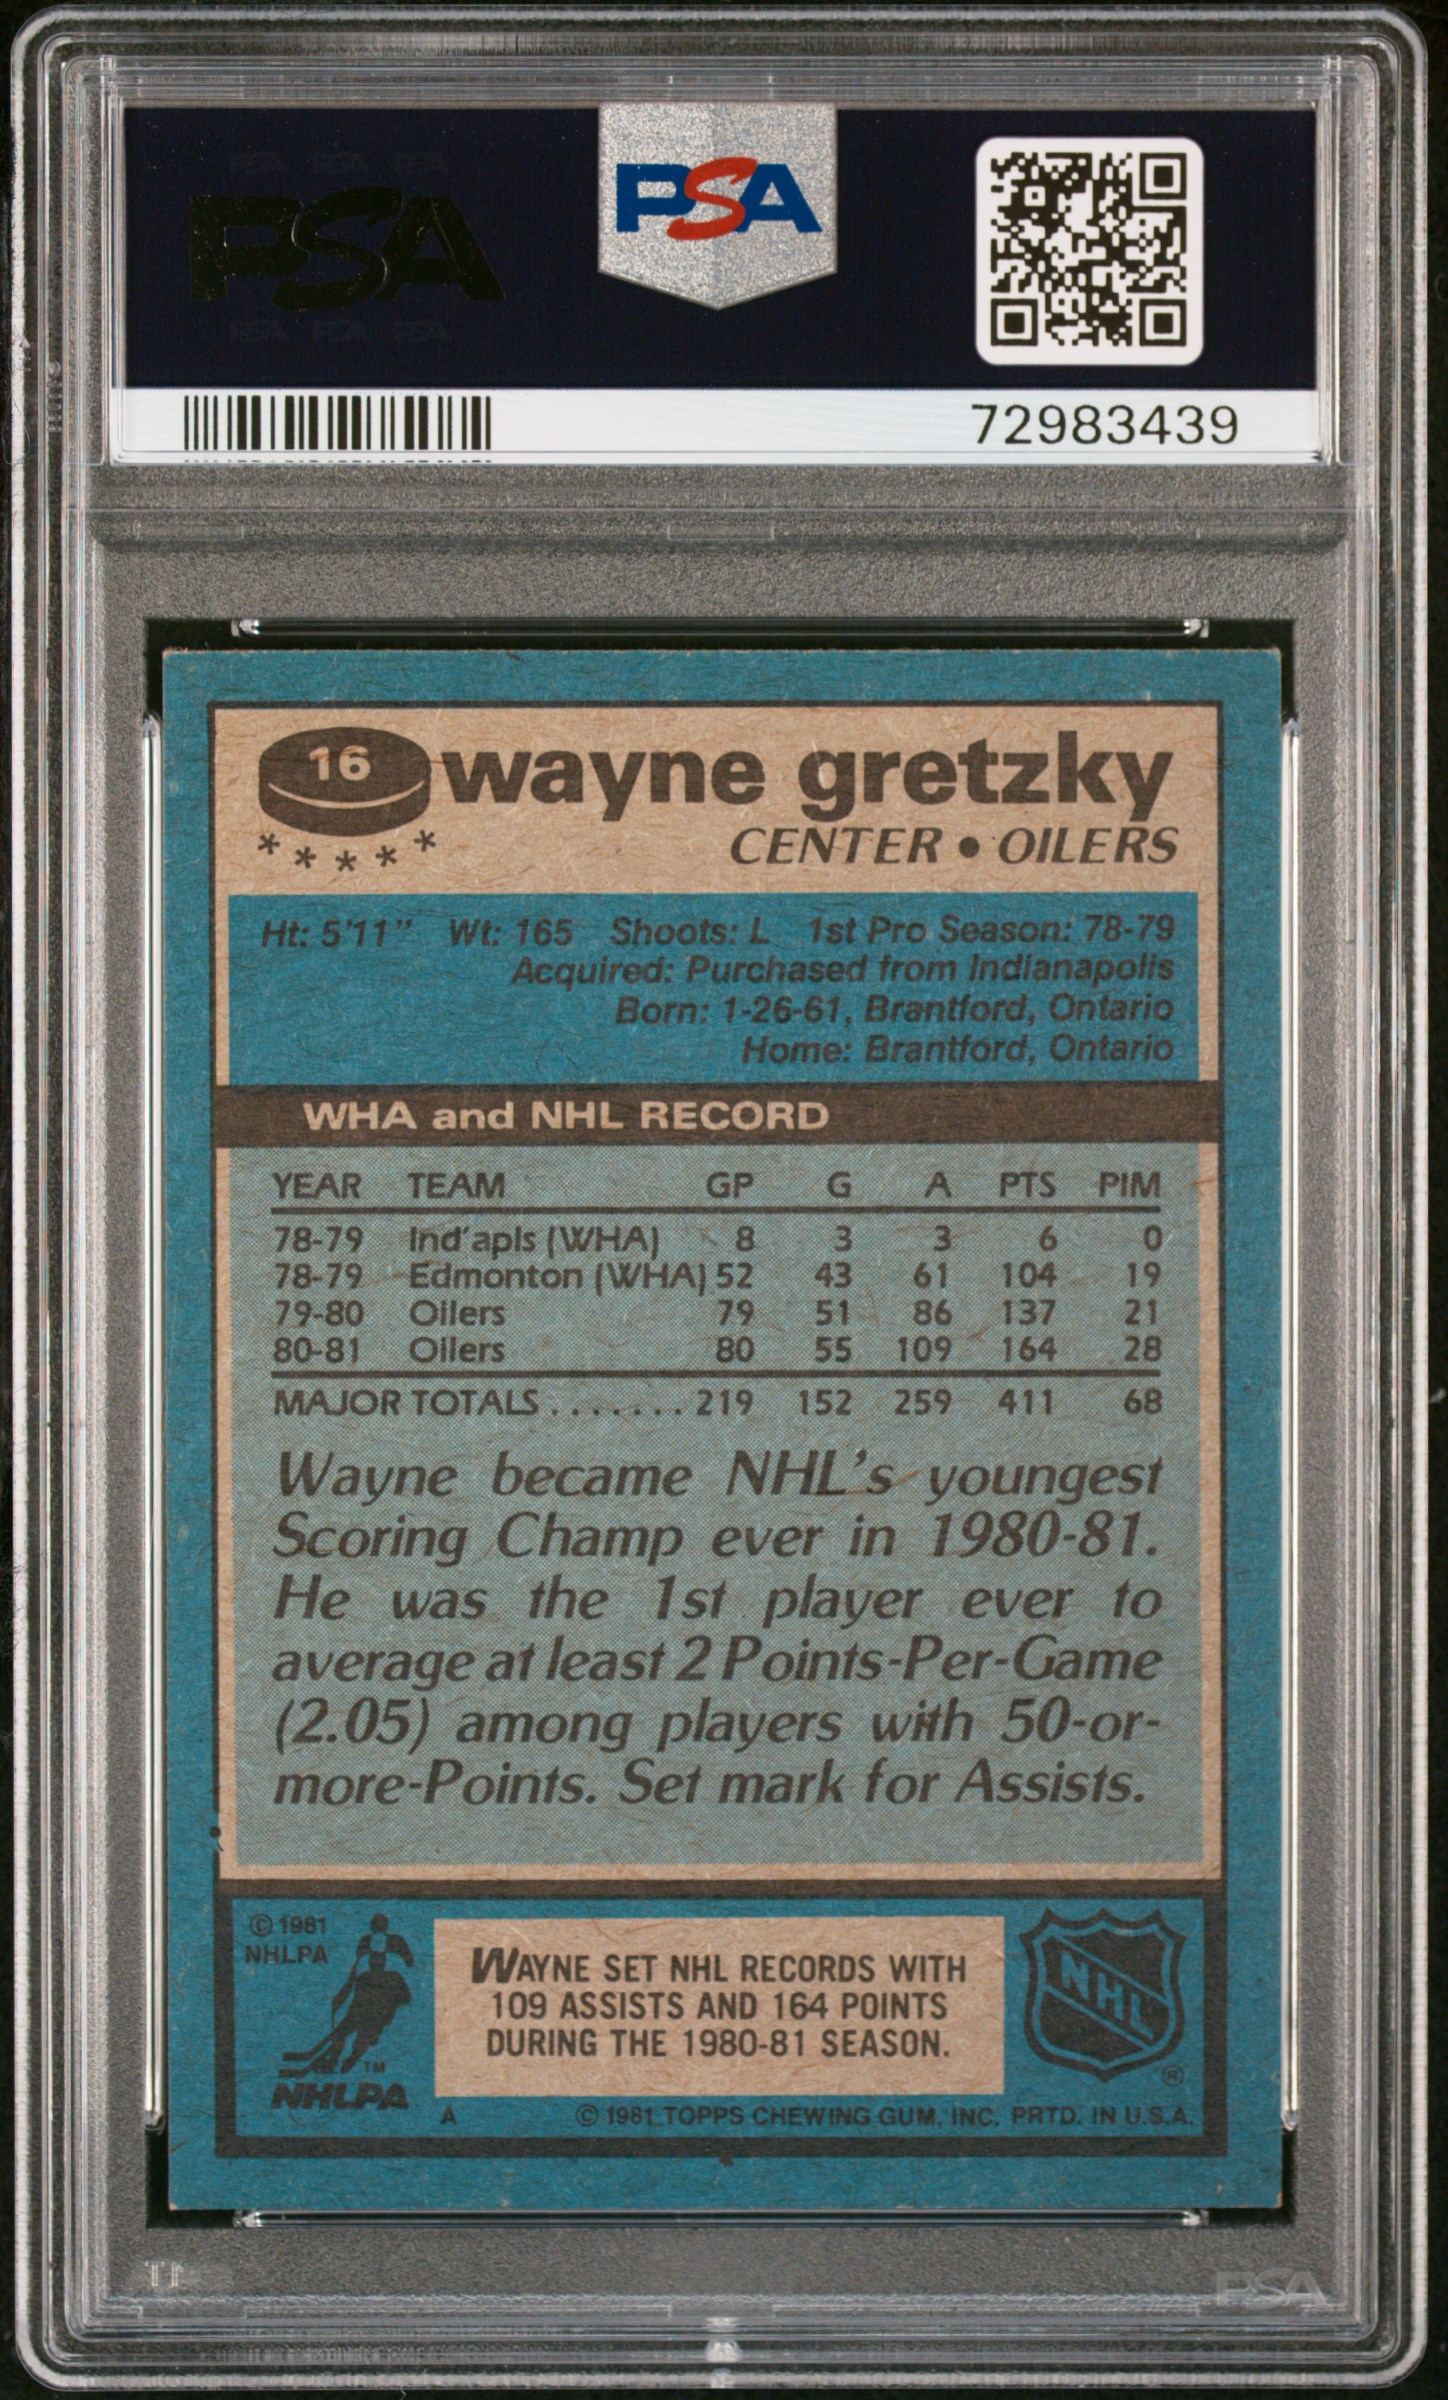 PSA PSA PSA
PSA
PSA PSA PSA
PSA
72983439
16
wayne gretzky
* * * * *
CENTER • OILERS
Ht: 5'11" Wt: 165 Shoots: L 1st Pro Season: 78-79
Acquired: Purchased from Indianapolis
Born: 1-26-61, Brantford, Ontario
Home: Brantford, Ontario
WHA and NHL RECORD
YEAR TEAM GP G A PTS PIM
78-79 Ind'apls (WHA) 8 3 3 6 0
78-79 Edmonton (WHA) 52 43 61 104 19
79-80 Oilers 79 51 86 137 21
80-81 Oilers 80 55 109 164 28
MAJOR TOTALS ....... 219 152 259 411 68
Wayne became NHL's youngest
Scoring Champ ever in 1980-81.
He was the 1st player ever to
average at least 2 Points-Per-Game
(2.05) among players with 50-or-
more-Points. Set mark for Assists.
© 1981
NHLPA
TM
NHLPA
WAYNE SET NHL RECORDS WITH
109 ASSISTS AND 164 POINTS
DURING THE 1980-81 SEASON.
NHL
®
A © 1981 TOPPS CHEWING GUM, INC. PRTD. IN U.S.A.
PSA